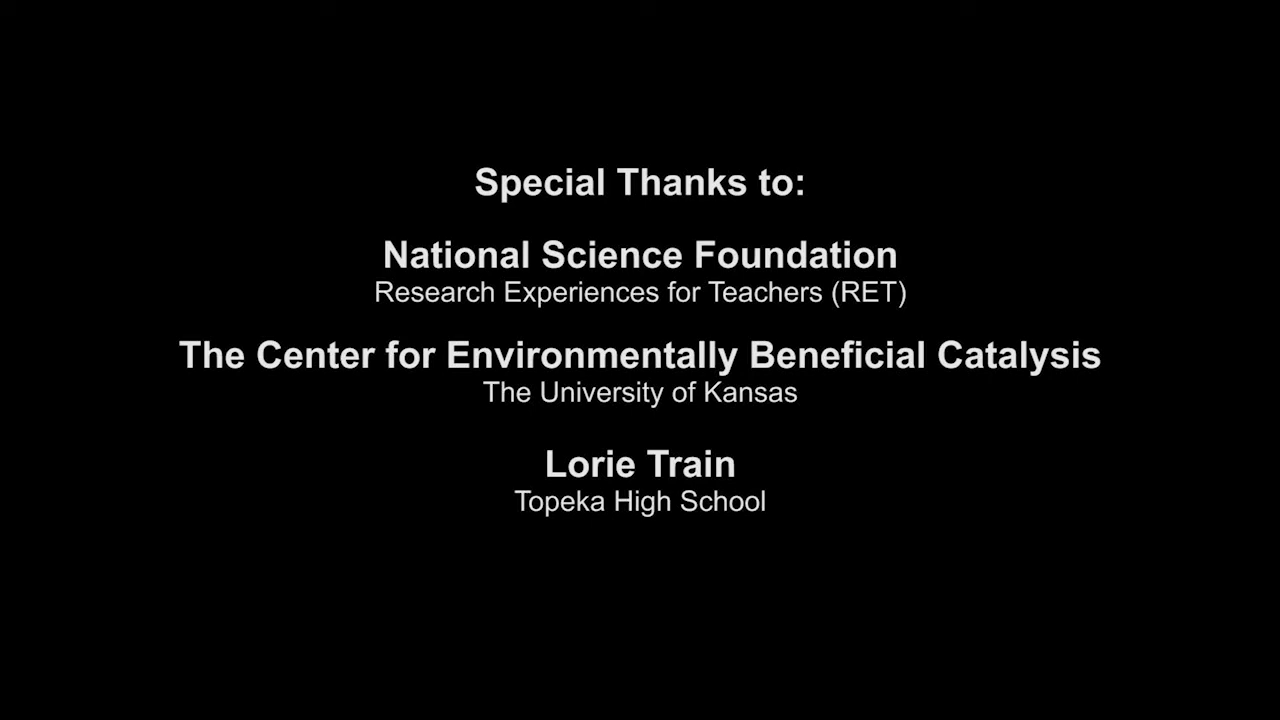 Special Thanks to:
National Science Foundation
Research Experiences for Teachers (RET)
The Center for Environmentally Beneficial Catalysis
The University of Kansas
Lorie Train
Topeka High School